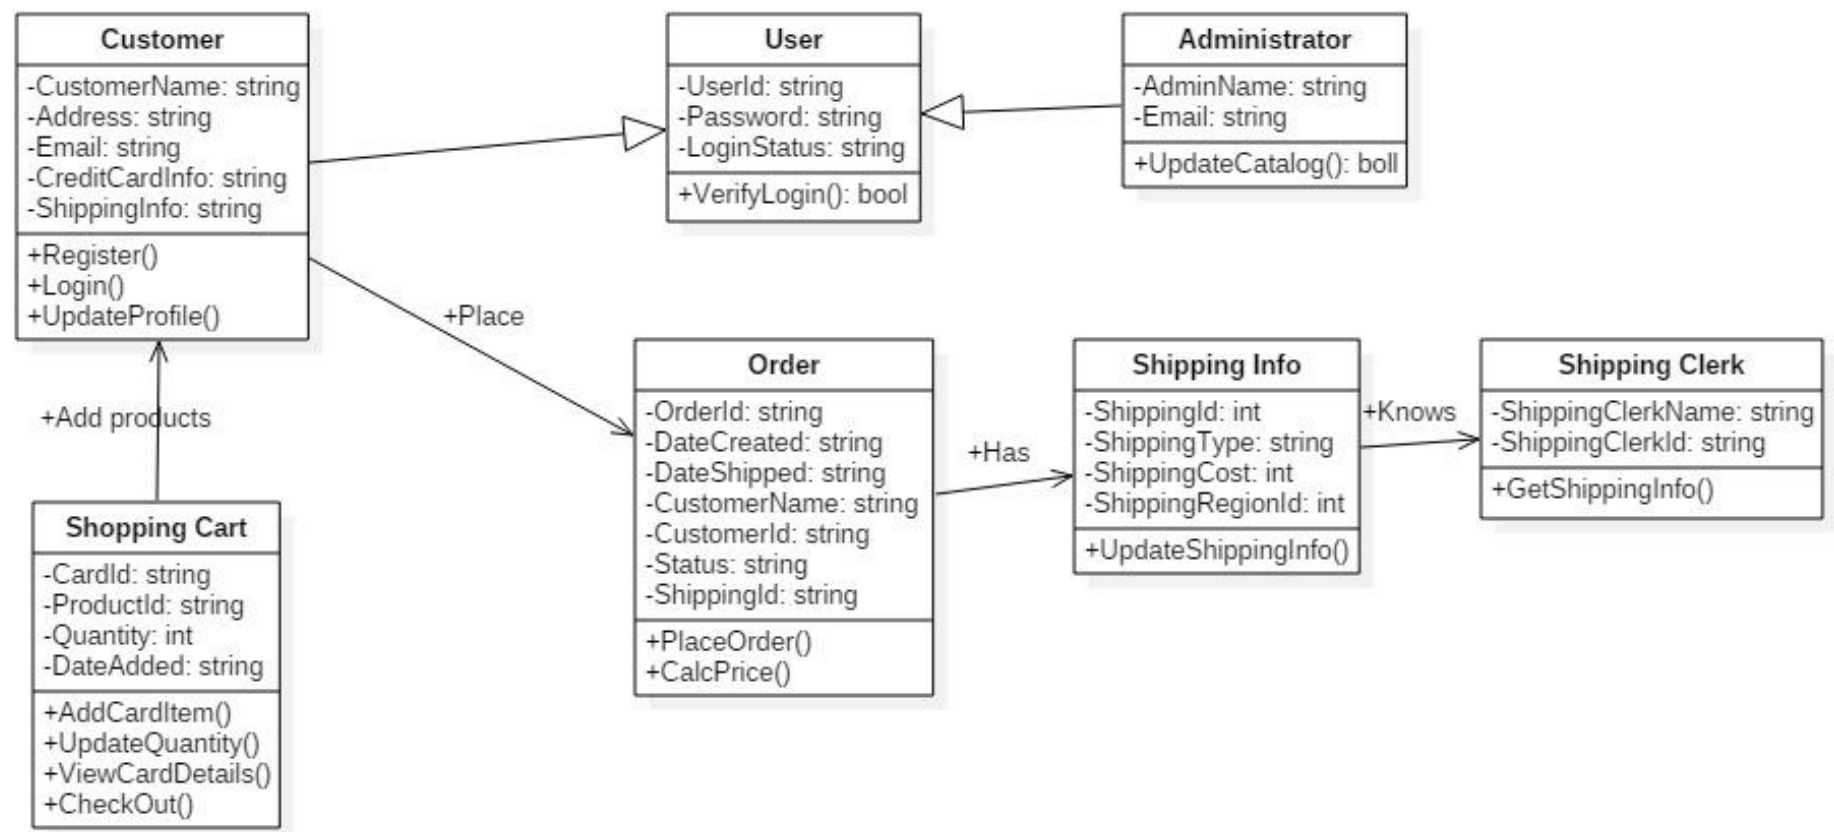 Customer
-CustomerName: string
-Address: string
-Email: string
-CreditCardInfo: string
-ShippingInfo: string
+Register()
+Login()
+UpdateProfile()
User
-UserId: string
-Password: string
-LoginStatus: string
+VerifyLogin(): bool
Administrator
-AdminName: string
-Email: string
+UpdateCatalog(): boll
+Place
+Add products
Shopping Cart
-CardId: string
-ProductId: string
-Quantity: int
-DateAdded: string
+AddCardItem()
+UpdateQuantity()
+ViewCardDetails()
+CheckOut()
Order
-OrderId: string
-DateCreated: string
-DateShipped: string
-CustomerName: string
-CustomerId: string
-Status: string
-ShippingId: string
+PlaceOrder()
+CalcPrice()
+Has
Shipping Info
-ShippingId: int
-ShippingType: string
-ShippingCost: int
-ShippingRegionId: int
+UpdateShippingInfo()
+Knows
Shipping Clerk
-ShippingClerkName: string
-ShippingClerkId: string
+GetShippingInfo()